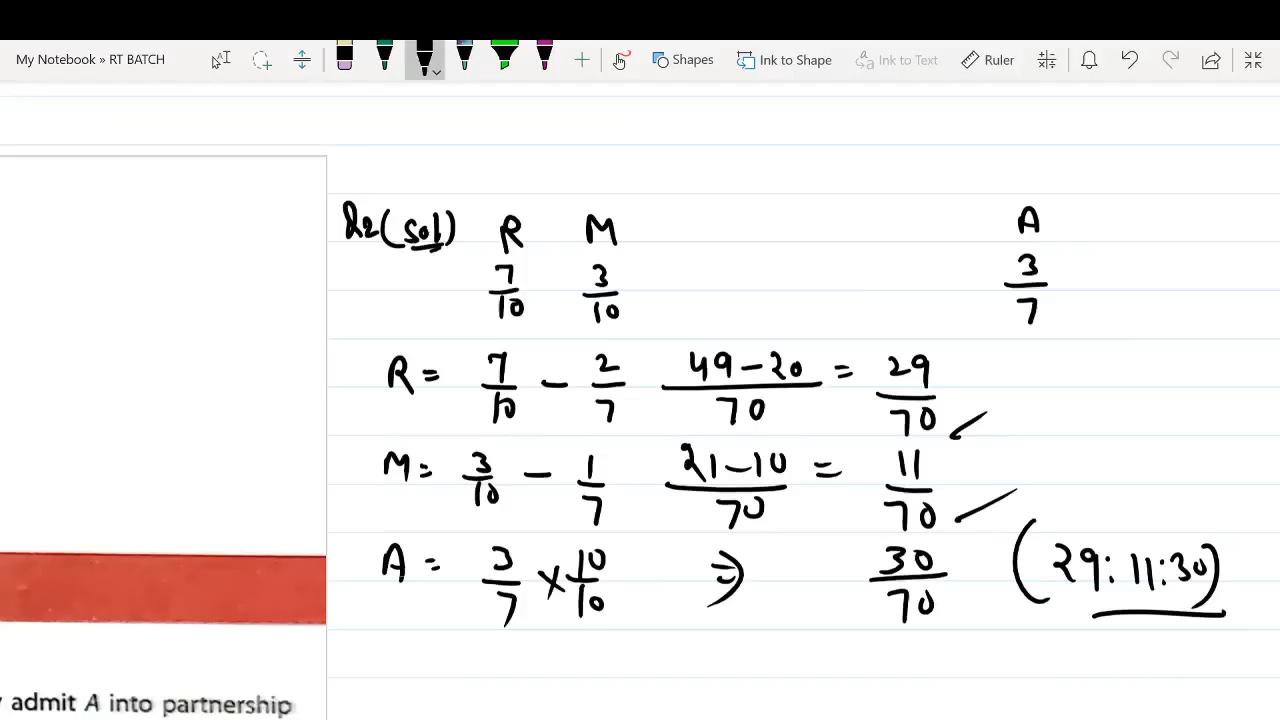 My Notebook » RT BATCH
Shapes Ink to Shape Ink to Text Ruler
(sol) R M A
7/10 3/10 3/7
R = 7/10 - 2/7 49-20/70 = 29/70
M = 3/10 - 1/7 21-10/70 = 11/70
A = 3/7 × 10/10 ⇒ 30/70 (29:11:30)
admit A into partnership